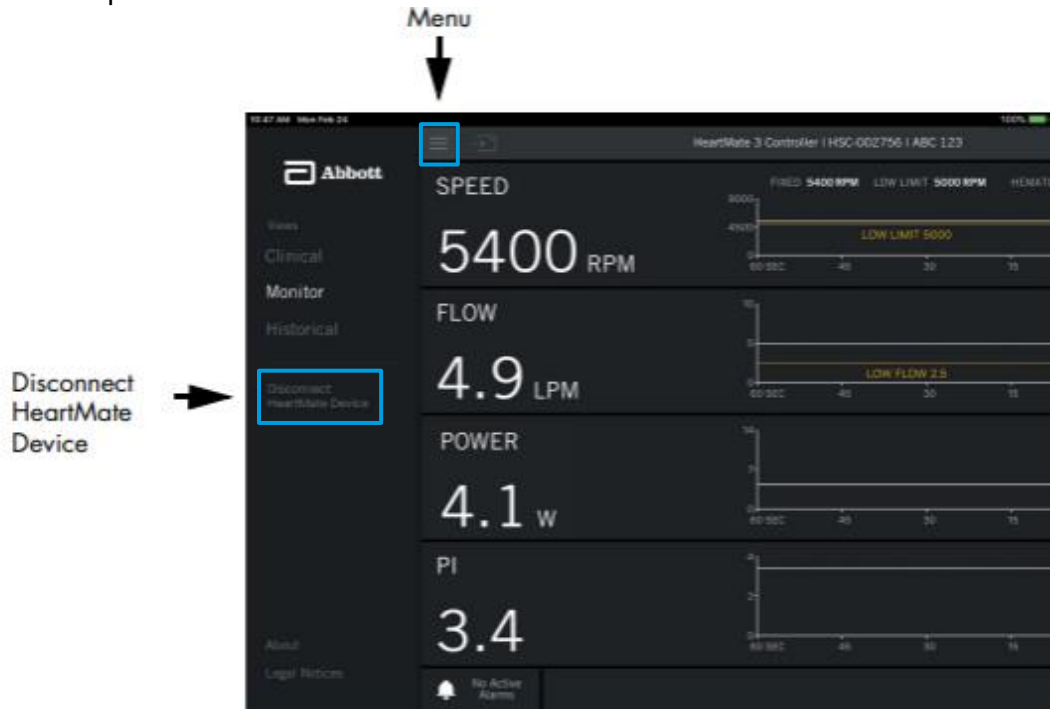 Menu
10:47 AM Mon Feb 24
100%
HeartMate 3 Controller | HSC-002756 | ABC 123
Abbott
Views
Clinical
Monitor
Historical
Disconnect
HeartMate Device
About
Legal Notices
Disconnect
HeartMate
Device
SPEED
5400 RPM
FIXED 5400 RPM LOW LIMIT 5000 RPM
LOW LIMIT 5000
60 SEC 45 30 15
FLOW
4.9 LPM
10
5
0
LOW FLOW 2.5
60 SEC 45 30 15
POWER
4.1 W
14
7
0
60 SEC 45 30 15
PI
3.4
2
0
60 SEC 45 30 15
No Active
Alarms